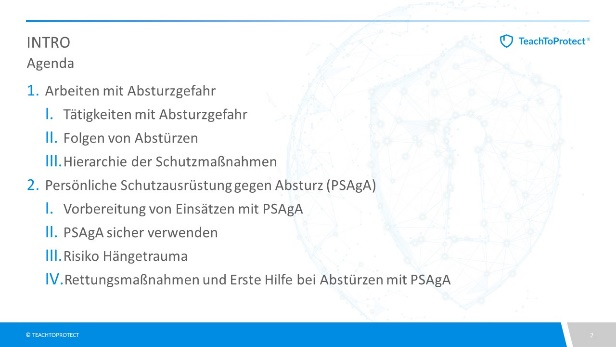 INTRO
TeachToProtect®
Agenda
1. Arbeiten mit Absturzgefahr
I. Tätigkeiten mit Absturzgefahr
II. Folgen von Abstürzen
III. Hierarchie der Schutzmaßnahmen
2. Persönliche Schutzausrüstung gegen Absturz (PSAgA)
I. Vorbereitung von Einsätzen mit PSAgA
II. PSAgA sicher verwenden
III. Risiko Hängetrauma
IV. Rettungsmaßnahmen und Erste Hilfe bei Abstürzen mit PSAgA
© TEACHTOPROTECT